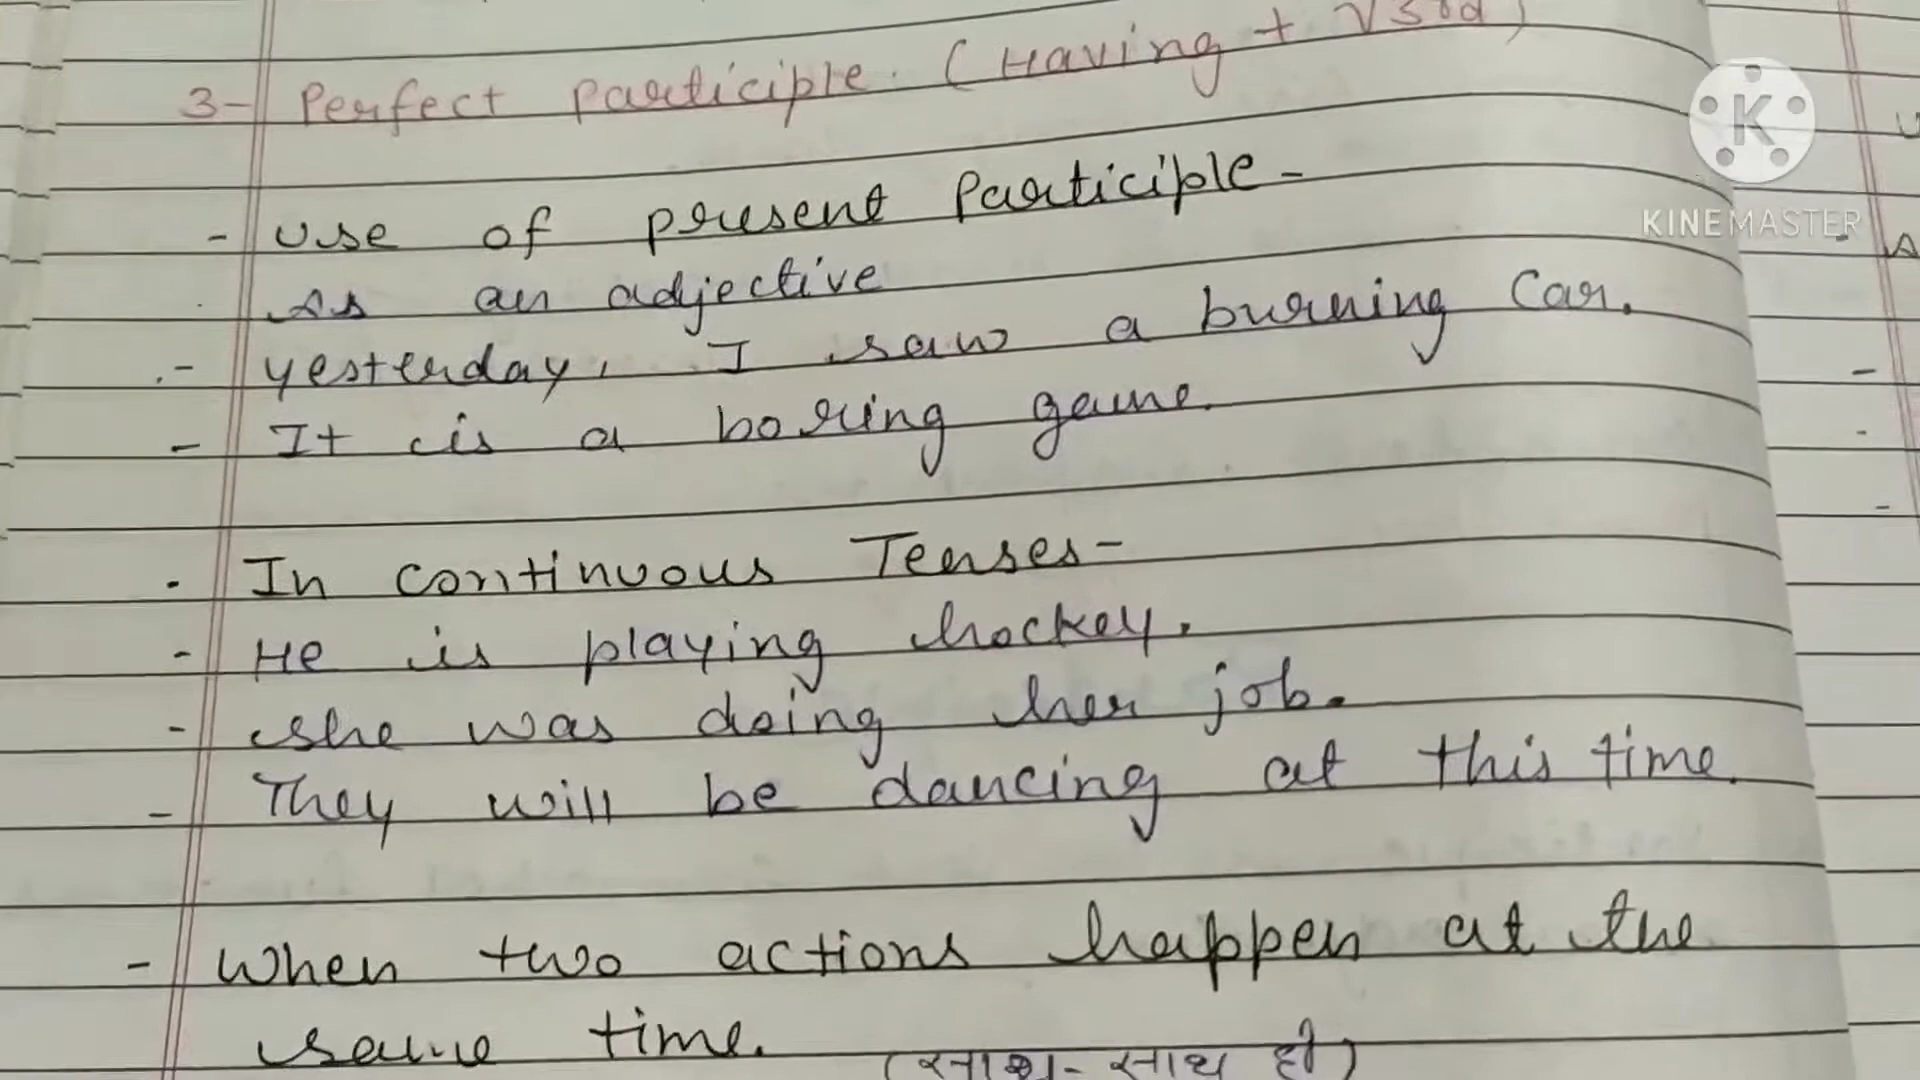 3- Perfect Participle. (Having + V3rd)
- Use of present Participle -
As an adjective
- yesterday, I saw a burning Car.
- It is a boring game.
. In continuous Tenses-
- He is playing hockey.
- She was doing her job.
- They will be dancing at this time.
- When two actions happen at the
same time.
(साथ- साथ ही)
K
KINEMASTER